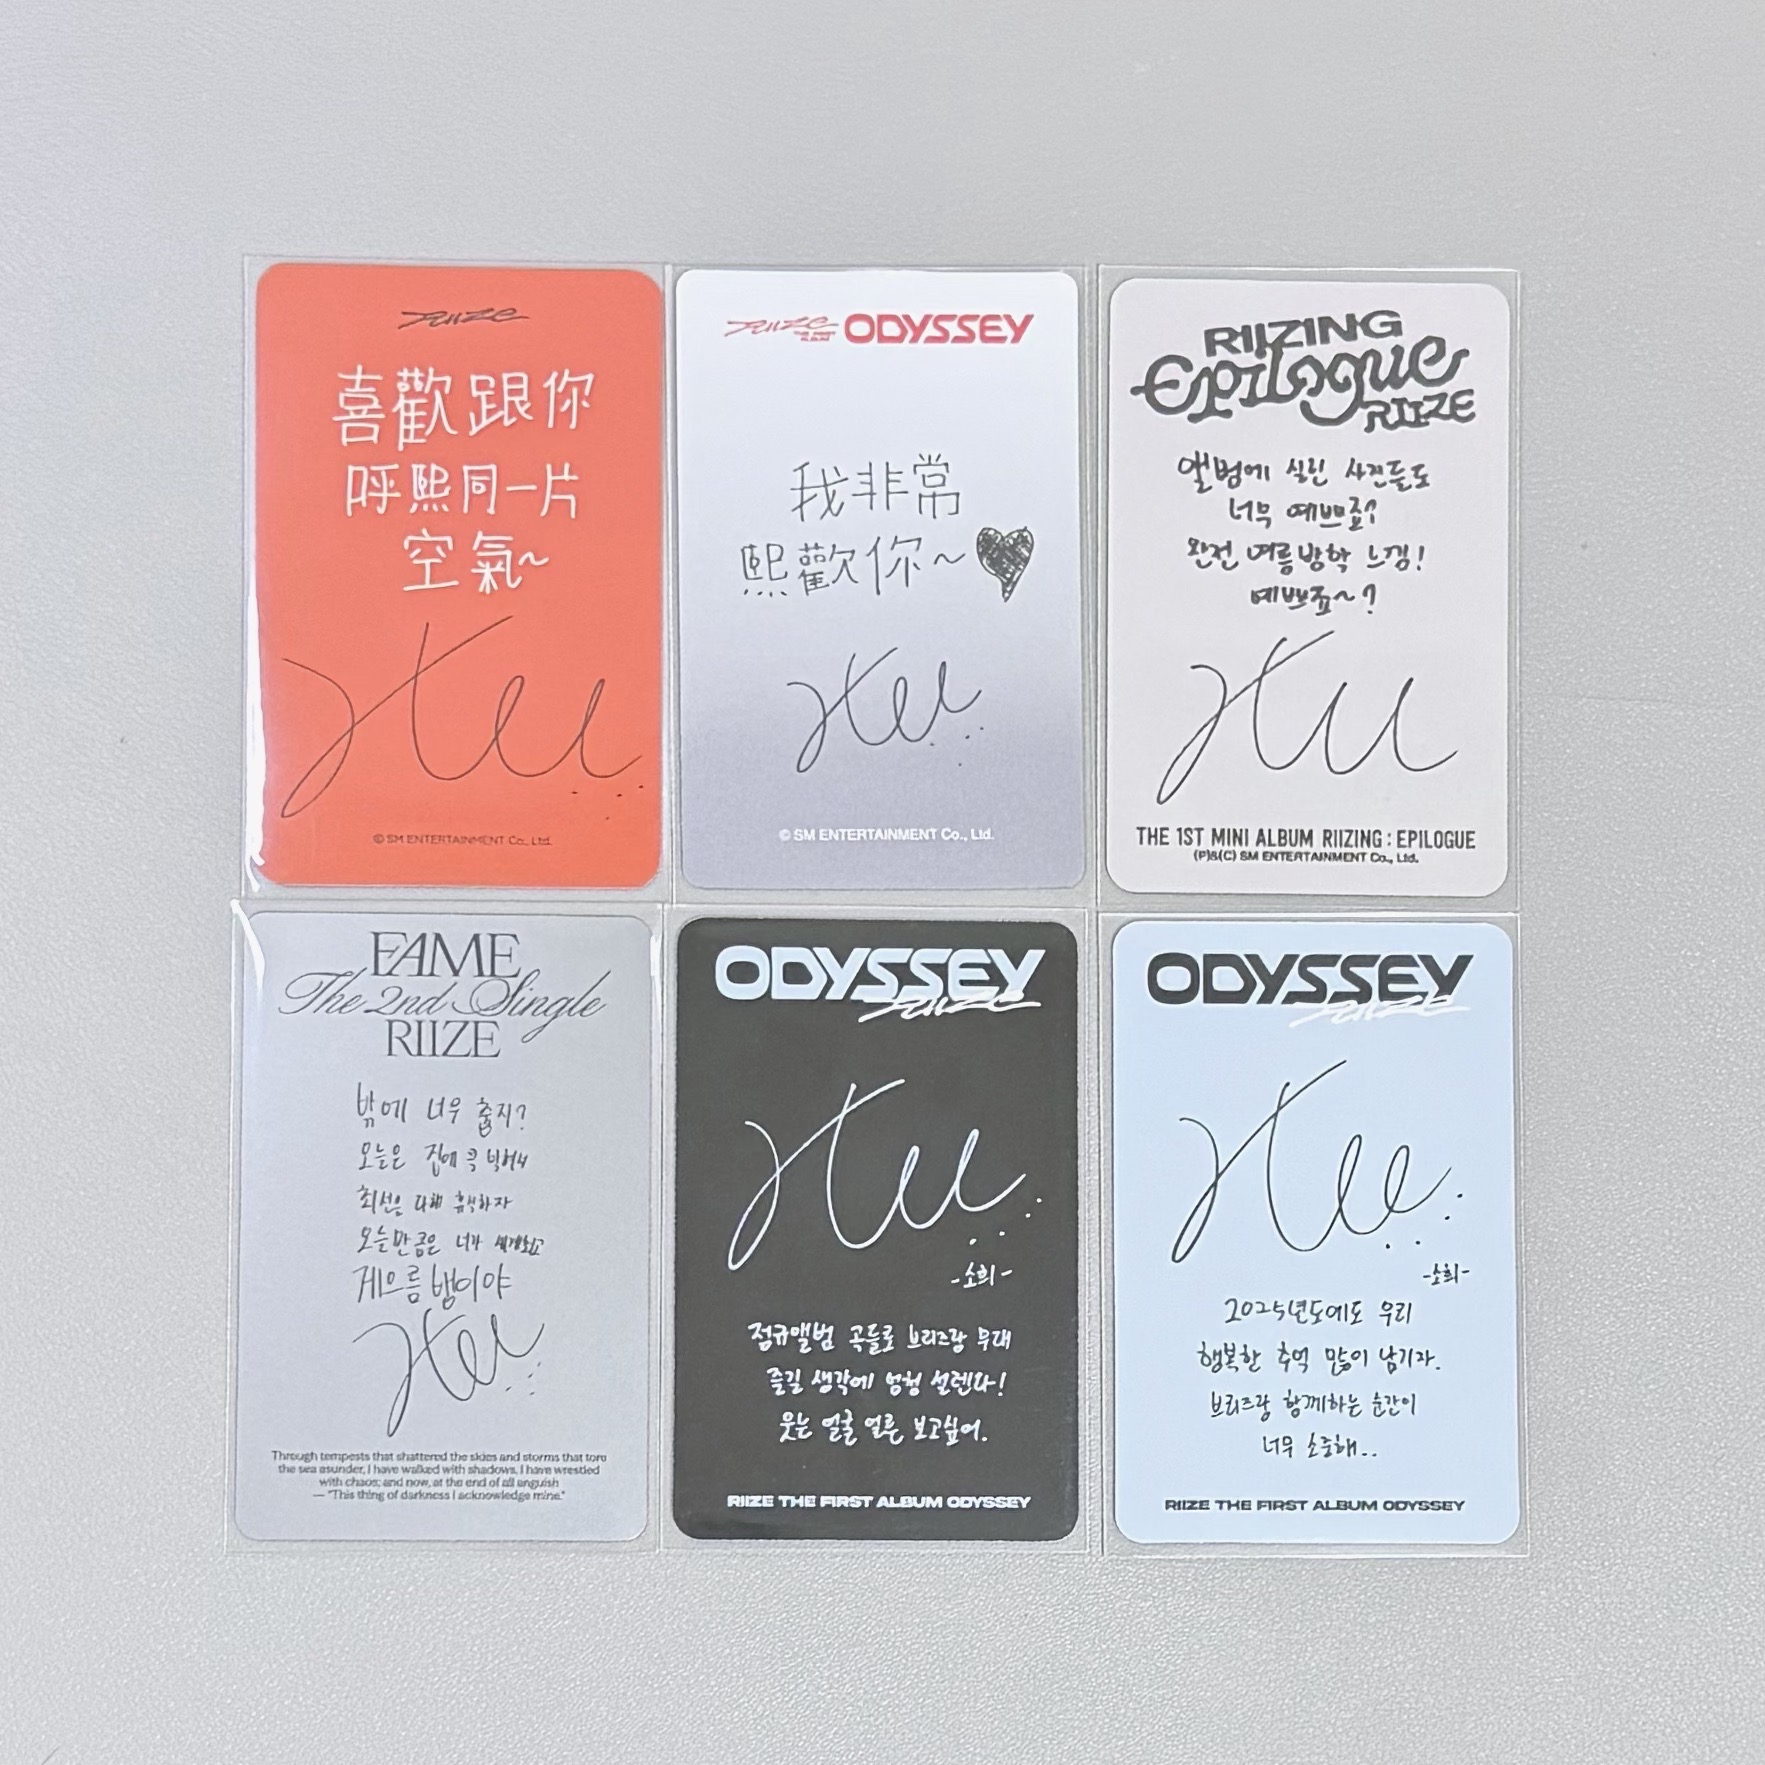 RIIZE
喜歡跟你
呼熙同一片
空氣~
© SM ENTERTAINMENT Co., Ltd.
RIIZE THE FIRST ALBUM ODYSSEY
我非常
熙歡你~
© SM ENTERTAINMENT Co., Ltd.
RIIZING
Epilogue
RIIZE
앨범에 실린 사진들도
너무 예쁘죠?
완전 여름방학 느낌!
예쁘죠~?
THE 1ST MINI ALBUM RIIZING : EPILOGUE
(P)&(C) SM ENTERTAINMENT Co., Ltd.
FAME
The 2nd Single
RIIZE
밖에 너무 춥지?
오늘은 집에 콕 박혀서
최선을 다해 휴식하자
오늘만큼은 너가 세계최고
게으름뱅이야
Through tempests that shattered the skies and storms that tore
the sea asunder, I have walked with shadows, I have wrestled
with chaos; and now, at the end of all anguish
— "This thing of darkness I acknowledge mine."
ODYSSEY
RIIZE
-소희-
정규앨범 곡들로 브리즈랑 무대
즐길 생각에 엄청 설렌다!
웃는 얼굴 얼른 보고싶어.
RIIZE THE FIRST ALBUM ODYSSEY
ODYSSEY
RIIZE
-소희-
2025년도에도 우리
행복한 추억 많이 남기자.
브리즈랑 함께하는 순간이
너무 소중해..
RIIZE THE FIRST ALBUM ODYSSEY